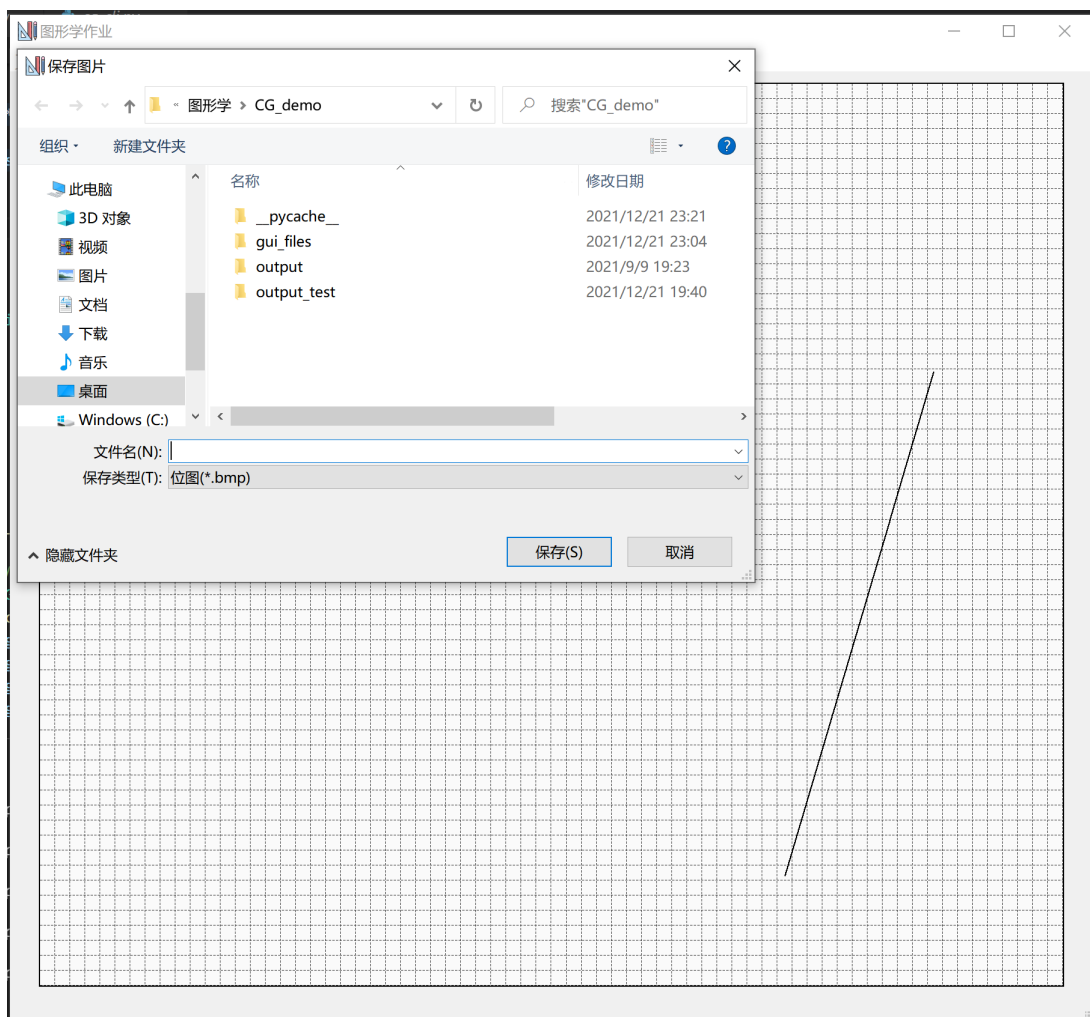 图形学作业
保存图片
« 图形学 > CG_demo
搜索"CG_demo"
组织
新建文件夹
此电脑
3D 对象
视频
图片
文档
下载
音乐
桌面
Windows (C:)
名称 修改日期
__pycache__ 2021/12/21 23:21
gui_files 2021/12/21 23:04
output 2021/9/9 19:23
output_test 2021/12/21 19:40
文件名(N):
保存类型(T): 位图(*.bmp)
隐藏文件夹
保存(S)
取消